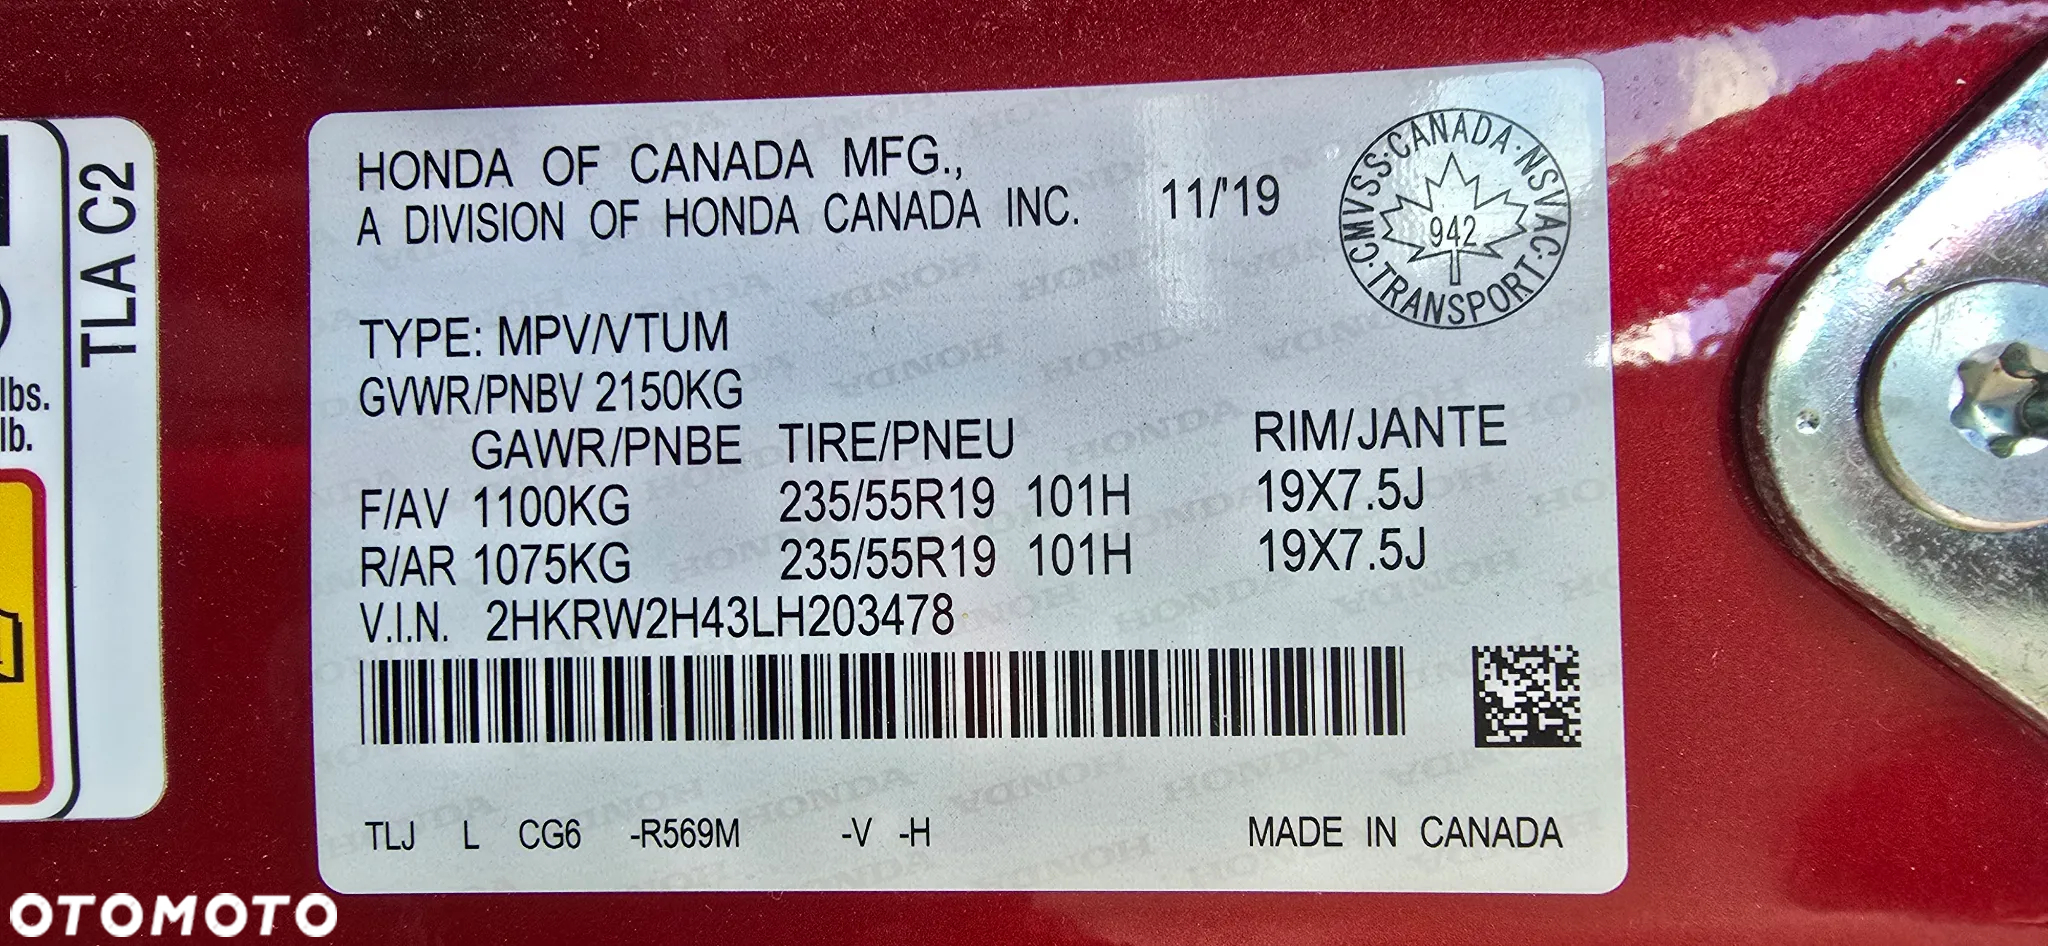 lbs.
lb.
TLA C2
HONDA OF CANADA MFG.,
A DIVISION OF HONDA CANADA INC. 11/'19
CMVSS·CANADA·NSVAC·TRANSPORT·
942
TYPE: MPV/VTUM
GVWR/PNBV 2150KG
GAWR/PNBE TIRE/PNEU RIM/JANTE
F/AV 1100KG 235/55R19 101H 19X7.5J
R/AR 1075KG 235/55R19 101H 19X7.5J
V.I.N. 2HKRW2H43LH203478
TLJ L CG6 -R569M -V -H MADE IN CANADA
OTOMOTO